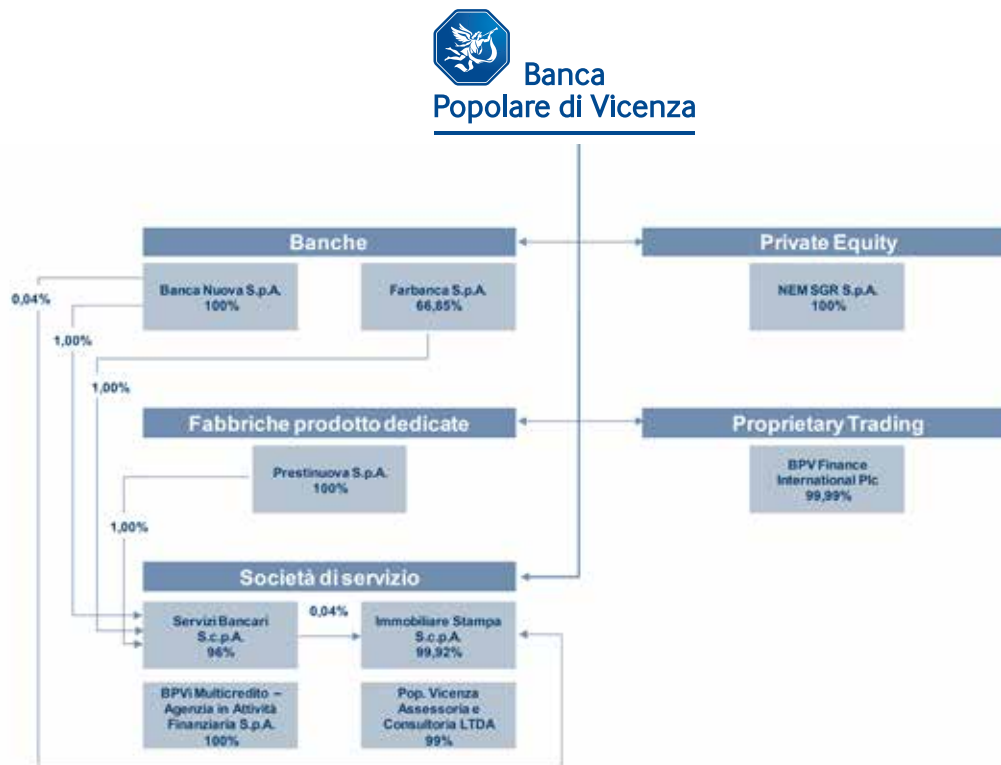 Banca
Popolare di Vicenza
Banche
Private Equity
Banca Nuova S.p.A.
100%
Farbanca S.p.A.
66,65%
NEM SGR S.p.A.
100%
0,04%
1,00%
1,00%
Fabbriche prodotto dedicate
Proprietary Trading
Prestinuova S.p.A.
100%
BPV Finance
International Plc
99,99%
1,00%
Società di servizio
Servizi Bancari
S.c.p.A.
96%
0,04%
Immobiliare Stampa
S.c.p.A.
99,92%
BPVi Multicredito –
Agenzia in Attività
Finanziaria S.p.A.
100%
Pop. Vicenza
Assessoria e
Consultoria LTDA
99%